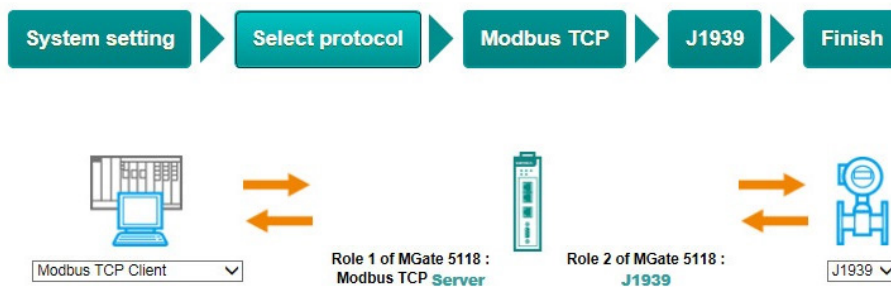 System setting
Select protocol
Modbus TCP
J1939
Finish
Modbus TCP Client
Role 1 of MGate 5118 :
Modbus TCP Server
Role 2 of MGate 5118 :
J1939
J1939